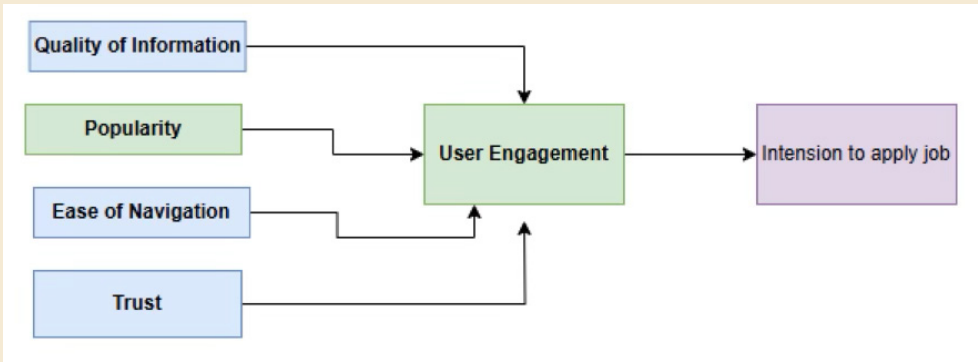 Quality of Information
Popularity
User Engagement
Intension to apply job
Ease of Navigation
Trust